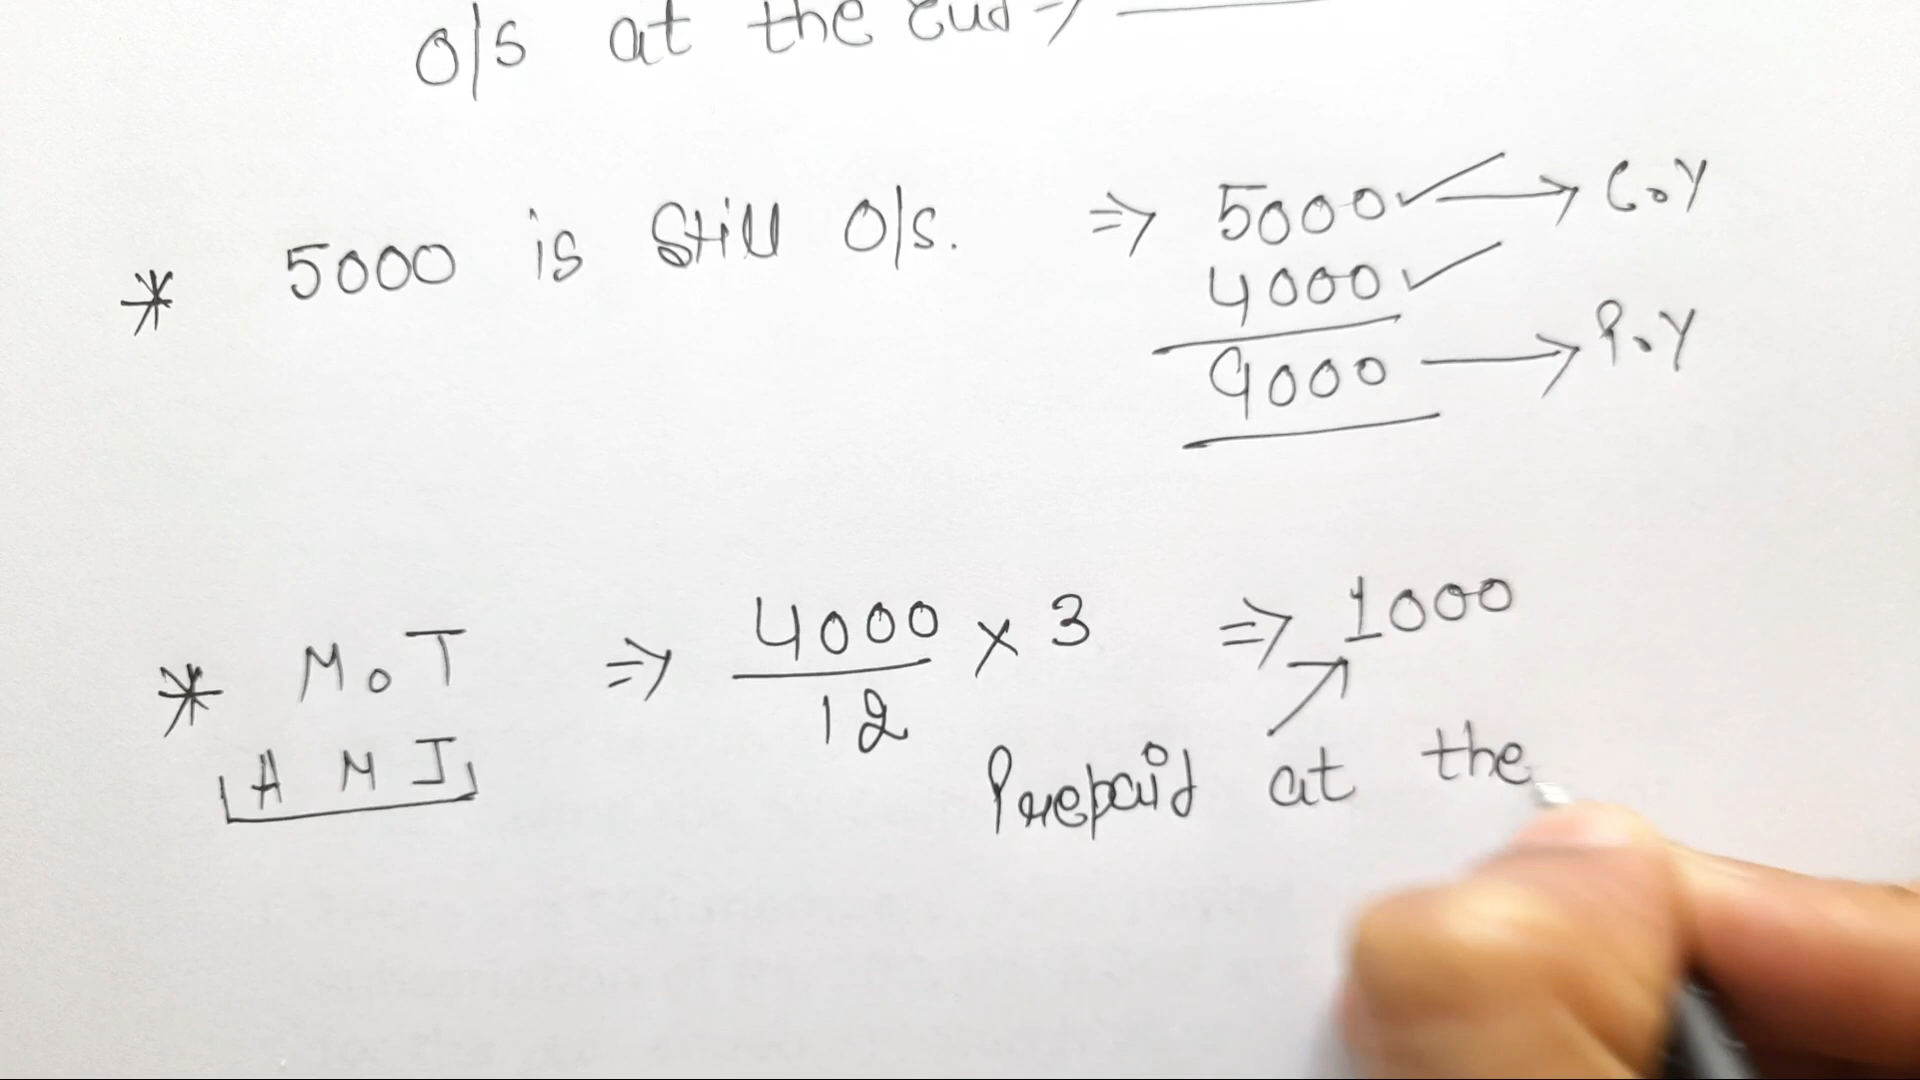 O/S at the End ⇒
* 5000 is still O/S. ⇒ 5000 ✓ → C.Y
4000 ✓
9000 → P.Y
* M.T ⇒ 4000/12 × 3 ⇒ 1000
A M J
Prepaid at the